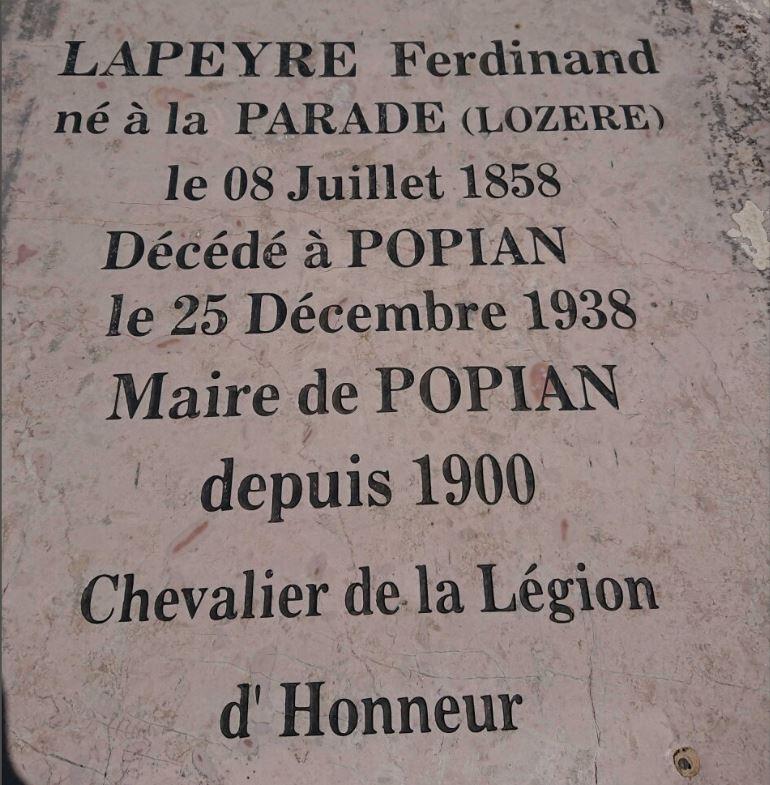 LAPEYRE Ferdinand
né à la PARADE (LOZERE)
le 08 Juillet 1858
Décédé à POPIAN
le 25 Décembre 1938
Maire de POPIAN
depuis 1900
Chevalier de la Légion
d' Honneur